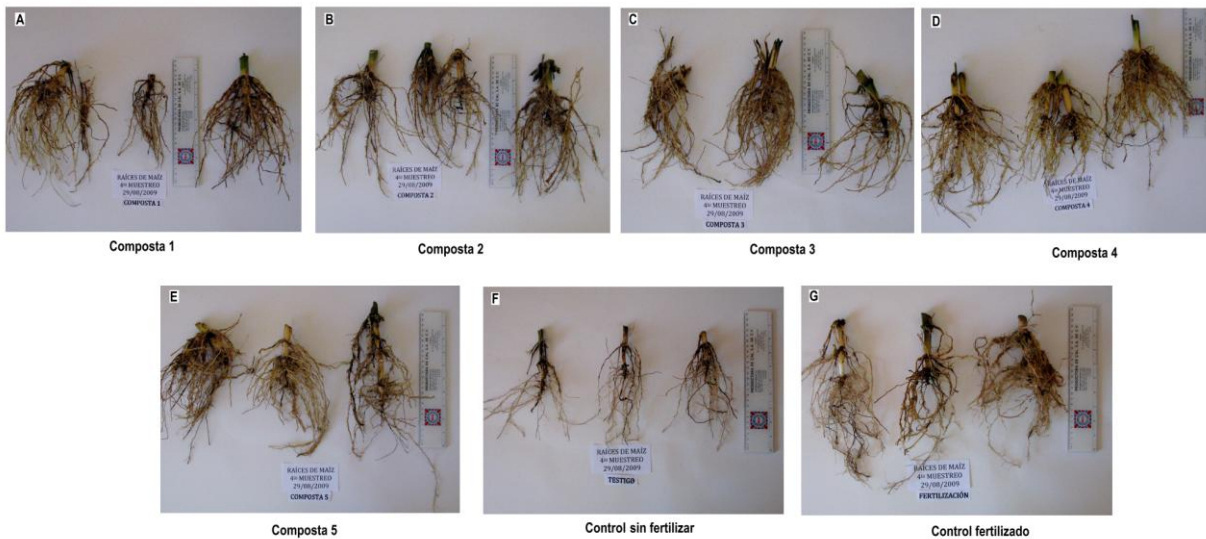 A
RAÍCES DE MAÍZ
4º MUESTREO
29/08/2009
COMPOSTA 1
Composta 1
B
RAÍCES DE MAÍZ
4º MUESTREO
29/08/2009
COMPOSTA 2
Composta 2
C
RAÍCES DE MAÍZ
4º MUESTREO
29/08/2009
COMPOSTA 3
Composta 3
D
RAÍCES DE MAÍZ
4º MUESTREO
29/08/2009
COMPOSTA 4
Composta 4
E
RAÍCES DE MAÍZ
4º MUESTREO
29/08/2009
COMPOSTA 5
Composta 5
F
RAÍCES DE MAÍZ
4º MUESTREO
29/08/2009
TESTIGO
Control sin fertilizar
G
RAÍCES DE MAÍZ
4º MUESTREO
29/08/2009
FERTILIZACIÓN
Control fertilizado